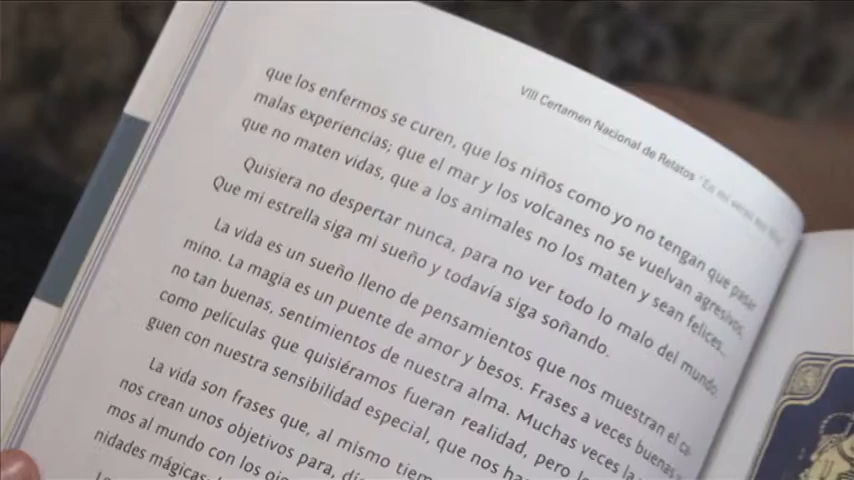 VIII Certamen Nacional de Relatos "En mi verso soy libre"
que los enfermos se curen, que los niños como yo no tengan que pasar
malas experiencias; que el mar y los volcanes no se vuelvan agresivos,
que no maten vidas, que a los animales no los maten y sean felices...
Quisiera no despertar nunca, para no ver todo lo malo del mundo.
Que mi estrella siga mi sueño y todavía siga soñando.
La vida es un sueño lleno de pensamientos que nos muestran el ca-
mino. La magia es un puente de amor y besos. Frases a veces buenas y
no tan buenas, sentimientos de nuestra alma. Muchas veces la
como películas que quisiéramos fueran realidad, pero
guen con nuestra sensibilidad especial, que nos
La vida son frases que, al mismo
nos crean unos objetivos para,
mos al mundo con los
nidades mágicas;